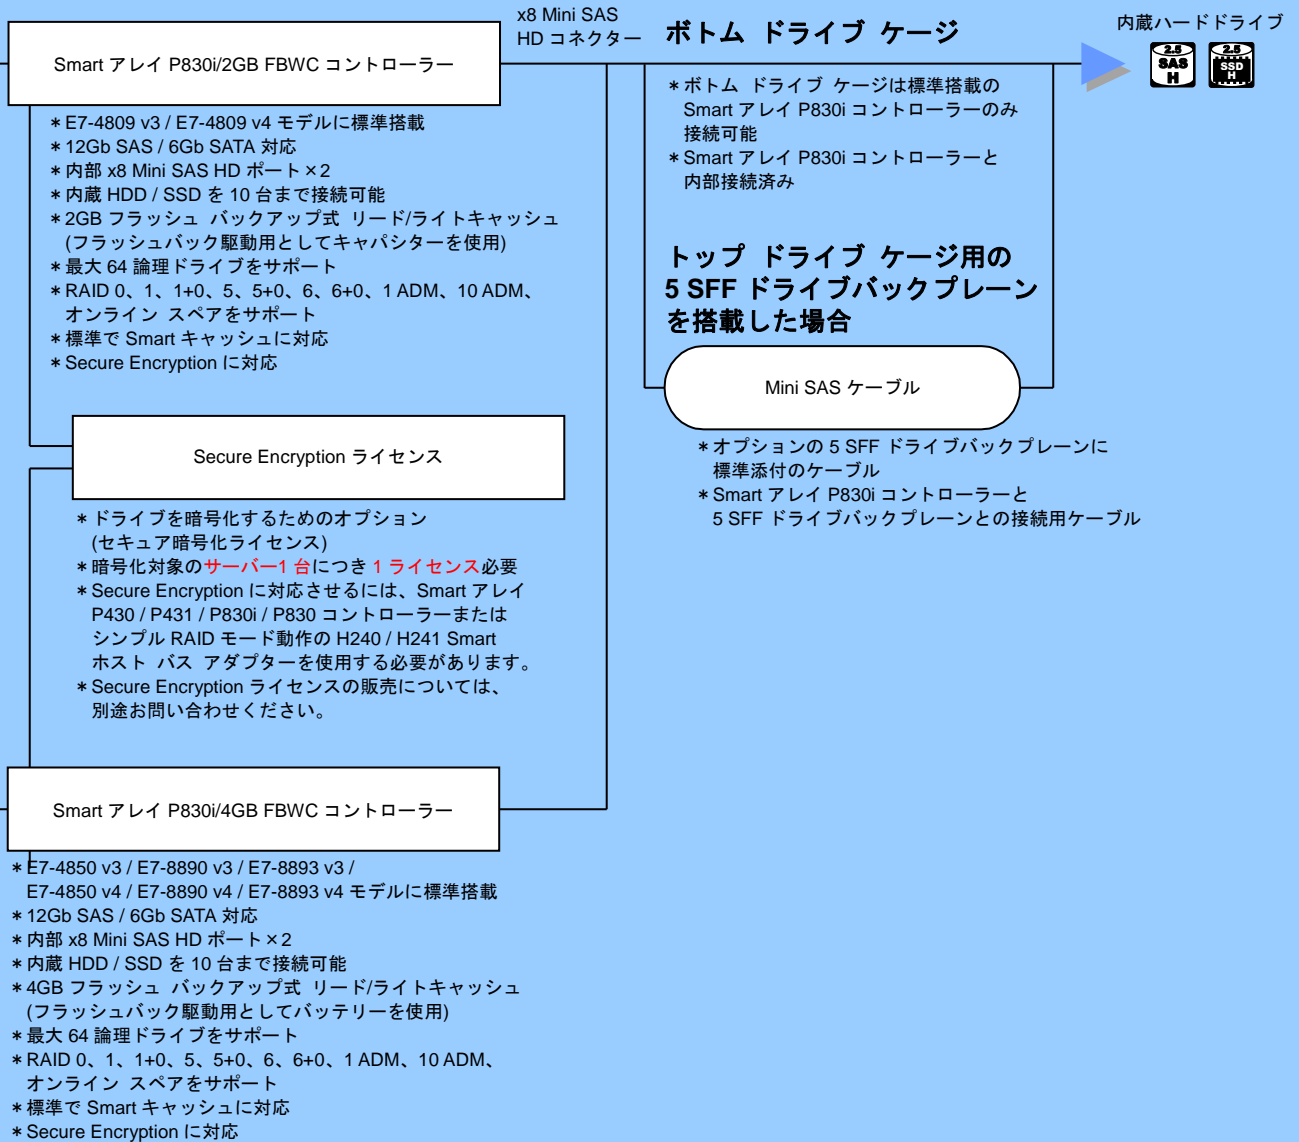 x8 Mini SAS
HD コネクター
ボトム ドライブ ケージ
内蔵ハードドライブ
2.5
SAS
H
2.5
SSD
H
Smart アレイ P830i/2GB FBWC コントローラー
＊E7-4809 v3 / E7-4809 v4 モデルに標準搭載
＊12Gb SAS / 6Gb SATA 対応
＊内部 x8 Mini SAS HD ポート×2
＊内蔵 HDD / SSD を 10 台まで接続可能
＊2GB フラッシュ バックアップ式 リード/ライトキャッシュ
(フラッシュバック駆動用としてキャパシターを使用)
＊最大 64 論理ドライブをサポート
＊RAID 0、1、1+0、5、5+0、6、6+0、1 ADM、10 ADM、
オンライン スペアをサポート
＊標準で Smart キャッシュに対応
＊Secure Encryption に対応
＊ボトム ドライブ ケージは標準搭載の
Smart アレイ P830i コントローラーのみ
接続可能
＊Smart アレイ P830i コントローラーと
内部接続済み
トップ ドライブ ケージ用の
5 SFF ドライブバックプレーン
を搭載した場合
Mini SAS ケーブル
＊オプションの 5 SFF ドライブバックプレーンに
標準添付のケーブル
＊Smart アレイ P830i コントローラーと
5 SFF ドライブバックプレーンとの接続用ケーブル
Secure Encryption ライセンス
＊ドライブを暗号化するためのオプション
(セキュア暗号化ライセンス)
＊暗号化対象のサーバー1 台につき 1 ライセンス必要
＊Secure Encryption に対応させるには、Smart アレイ
P430 / P431 / P830i / P830 コントローラーまたは
シンプル RAID モード動作の H240 / H241 Smart
ホスト バス アダプターを使用する必要があります。
＊Secure Encryption ライセンスの販売については、
別途お問い合わせください。
Smart アレイ P830i/4GB FBWC コントローラー
＊E7-4850 v3 / E7-8890 v3 / E7-8893 v3 /
E7-4850 v4 / E7-8890 v4 / E7-8893 v4 モデルに標準搭載
＊12Gb SAS / 6Gb SATA 対応
＊内部 x8 Mini SAS HD ポート×2
＊内蔵 HDD / SSD を 10 台まで接続可能
＊4GB フラッシュ バックアップ式 リード/ライトキャッシュ
(フラッシュバック駆動用としてバッテリーを使用)
＊最大 64 論理ドライブをサポート
＊RAID 0、1、1+0、5、5+0、6、6+0、1 ADM、10 ADM、
オンライン スペアをサポート
＊標準で Smart キャッシュに対応
＊Secure Encryption に対応